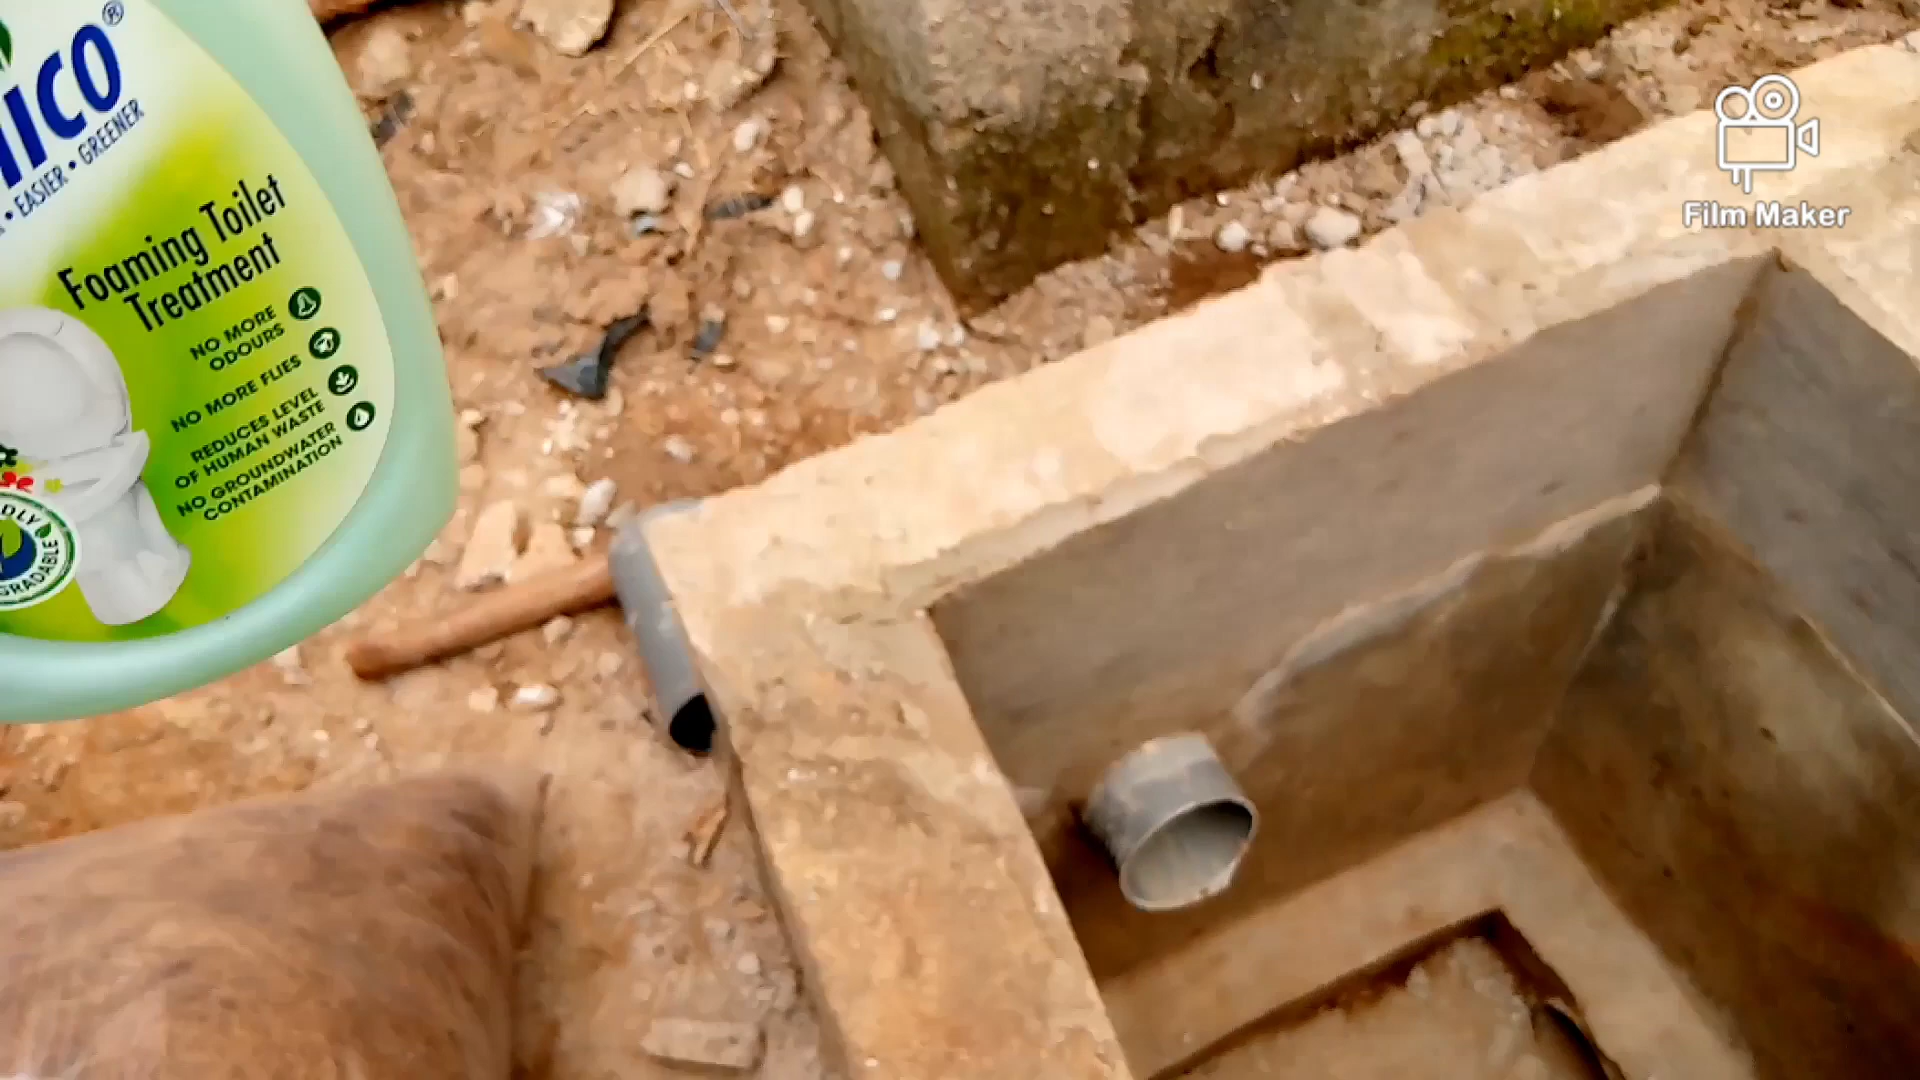 NICO®
• EASIER • GREENER
Foaming Toilet
Treatment
NO MORE
ODOURS
NO MORE FLIES
REDUCES LEVEL
OF HUMAN WASTE
NO GROUNDWATER
CONTAMINATION
Film Maker